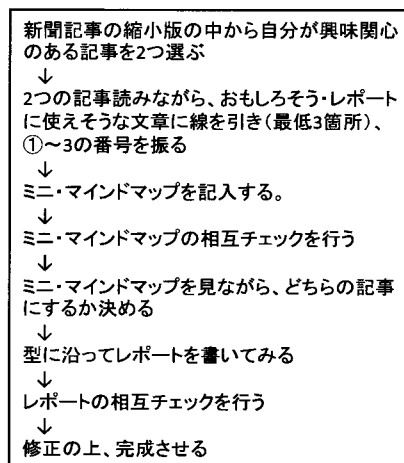 新聞記事の縮小版の中から自分が興味関心
のある記事を2つ選ぶ
↓
2つの記事読みながら、おもしろそう・レポート
に使えそうな文章に線を引き(最低3箇所)、
①～3の番号を振る
↓
ミニ・マインドマップを記入する。
↓
ミニ・マインドマップの相互チェックを行う
↓
ミニ・マインドマップを見ながら、どちらの記事
にするか決める
↓
型に沿ってレポートを書いてみる
↓
レポートの相互チェックを行う
↓
修正の上、完成させる